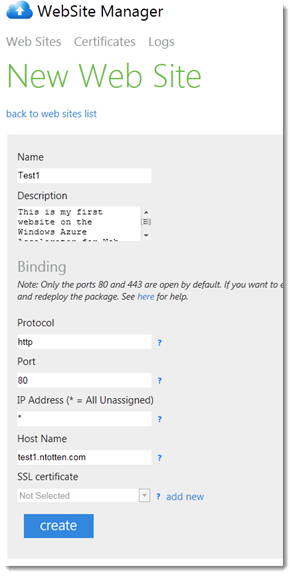 WebSite Manager
Web Sites Certificates Logs
New Web Site
back to web sites list
Name
Test1
Description
This is my first
website on the
Windows Azure
Accelerator for Web
Binding
Note: Only the ports 80 and 443 are open by default. If you want to e
and redeploy the package. See here for help.
Protocol
http ?
Port
80 ?
IP Address (* = All Unassigned)
* ?
Host Name
test1.ntotten.com ?
SSL certificate
Not Selected ? add new
create